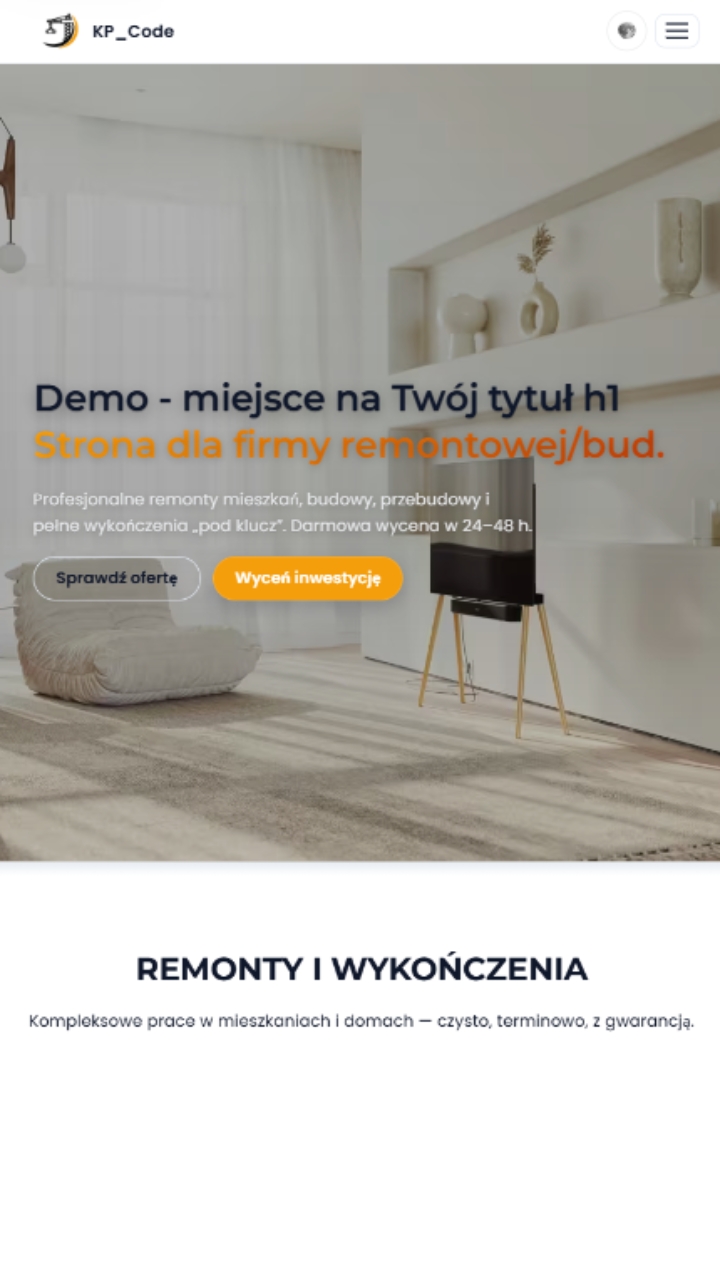 KP_Code
Demo - miejsce na Twój tytuł h1
Strona dla firmy remontowej/bud.
Profesjonalne remonty mieszkań, budowy, przebudowy i
pełne wykończenia „pod klucz”. Darmowa wycena w 24–48 h.
Sprawdź ofertę
Wyceń inwestycję
REMONTY I WYKOŃCZENIA
Kompleksowe prace w mieszkaniach i domach — czysto, terminowo, z gwarancją.